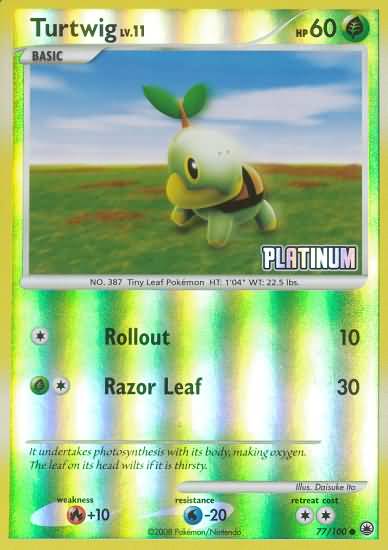 Turtwig LV.11 HP 60
BASIC
PLATINUM
NO. 387 Tiny Leaf Pokémon HT: 1'04" WT: 22.5 lbs.
Rollout 10
Razor Leaf 30
It undertakes photosynthesis with its body, making oxygen.
The leaf on its head wilts if it is thirsty.
Illus. Daisuke Ito
weakness resistance retreat cost
+10 -20
©2008 Pokémon/Nintendo 77/100